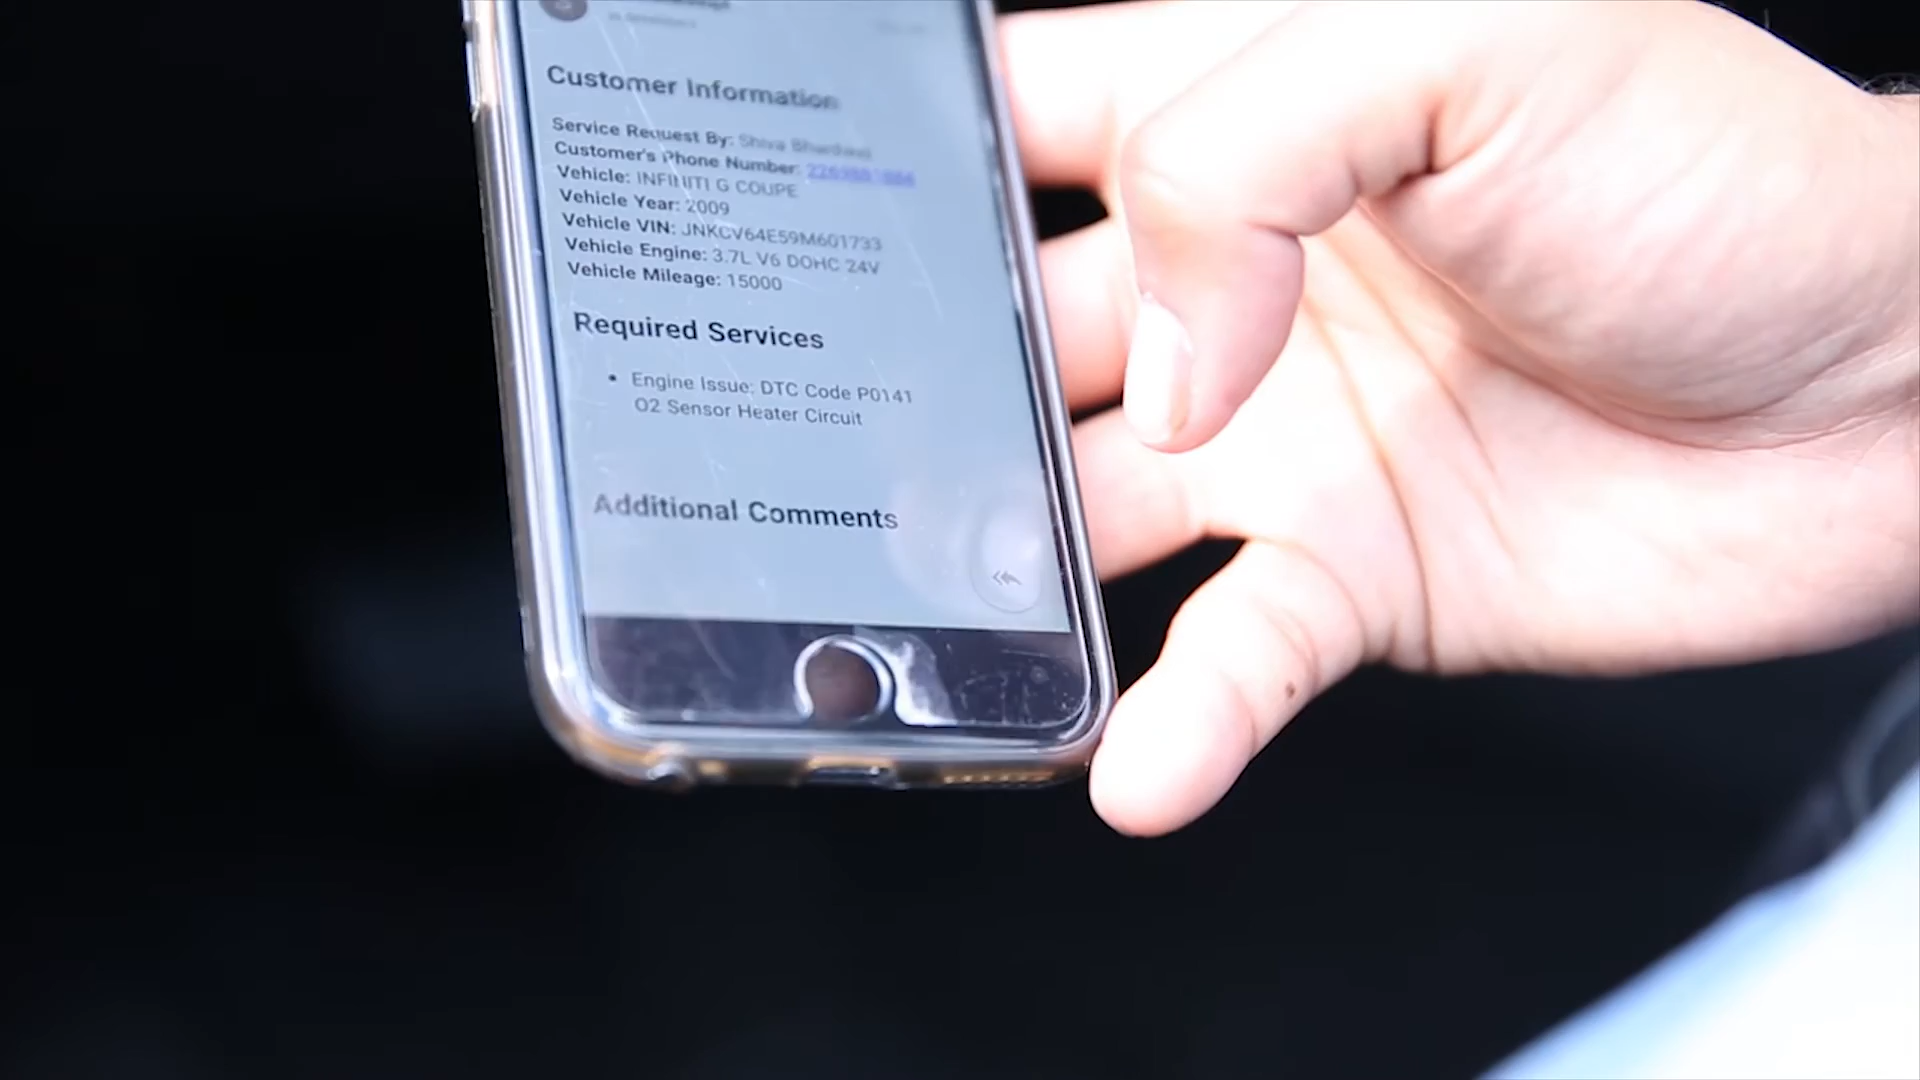 Customer Information
Service Request By: Shiva
Customer's Phone Number:
Vehicle: INFINITI G COUPE
Vehicle Year: 2009
Vehicle VIN: JNKCV64E59M601733
Vehicle Engine: 3.7L V6 DOHC 24V
Vehicle Mileage: 15000
Required Services
• Engine Issue: DTC Code P0141
O2 Sensor Heater Circuit
Additional Comments